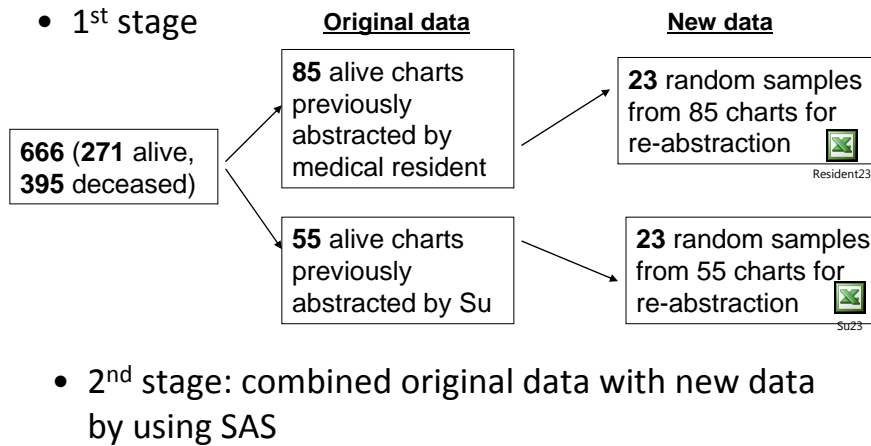 • 1st stage
Original data
New data
666 (271 alive,
395 deceased)
85 alive charts
previously
abstracted by
medical resident
23 random samples
from 85 charts for
re-abstraction
Resident23
55 alive charts
previously
abstracted by Su
23 random samples
from 55 charts for
re-abstraction
Su23
• 2nd stage: combined original data with new data
by using SAS